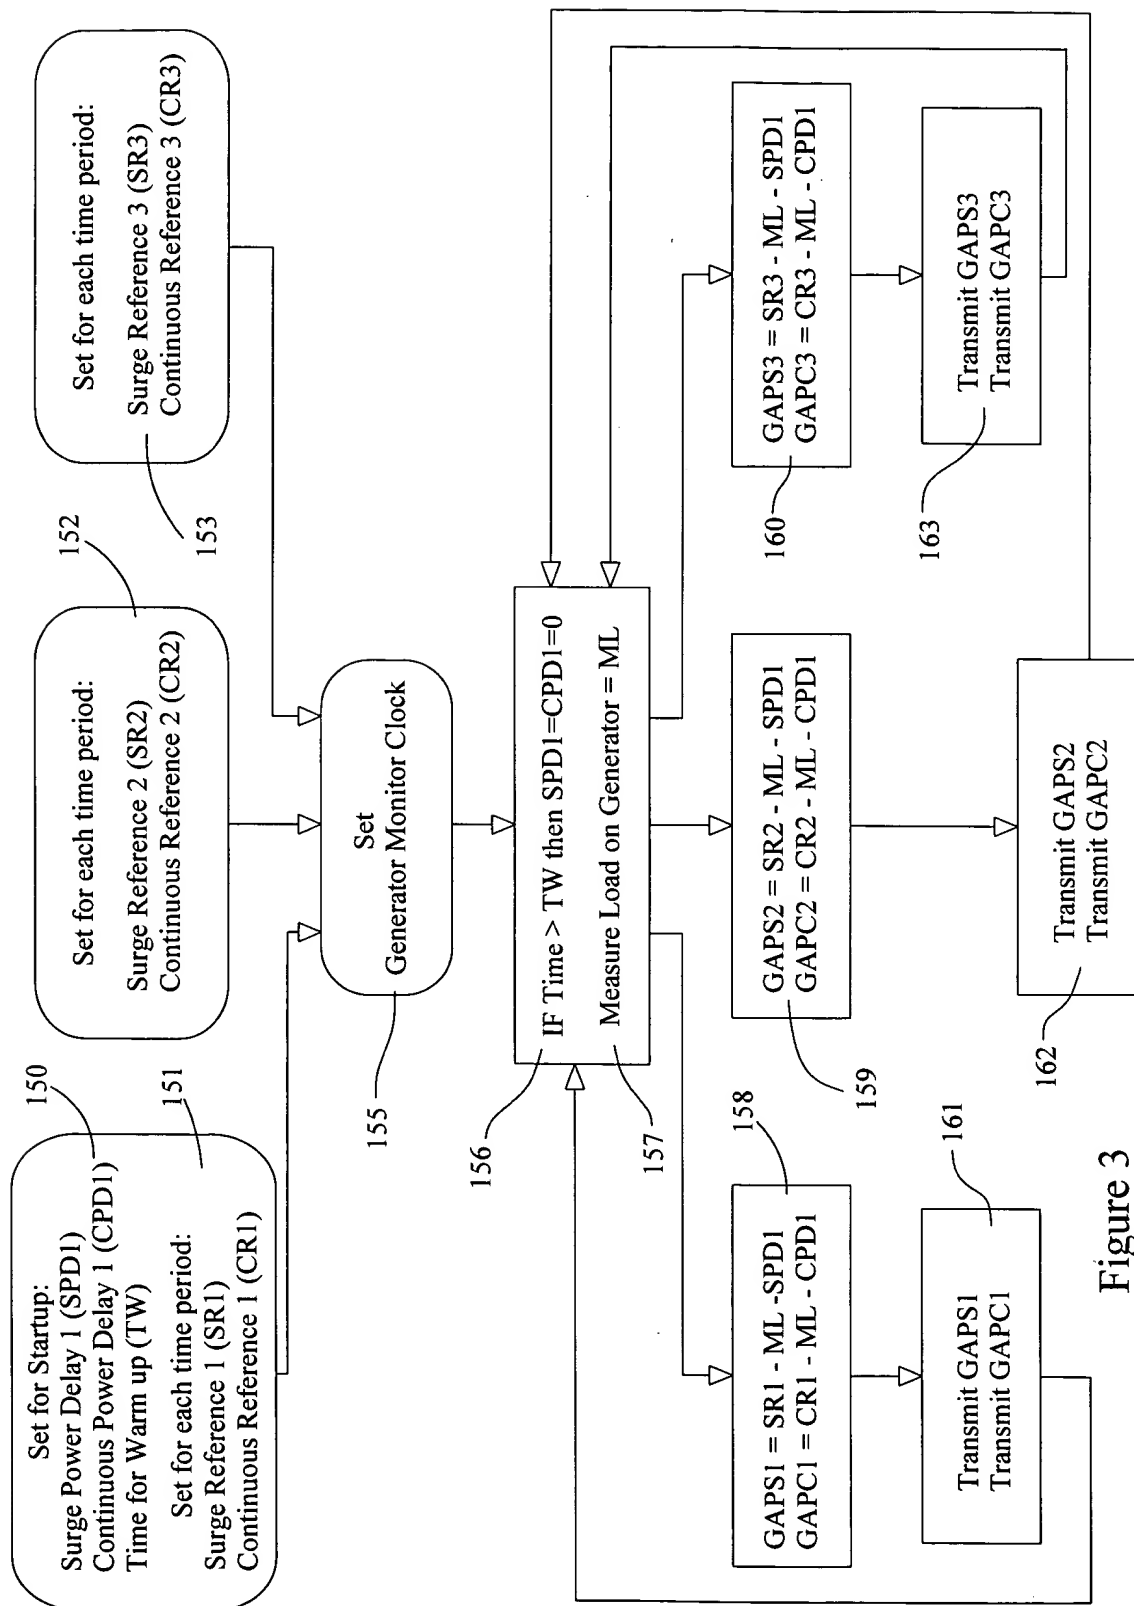 Set for Startup:
Surge Power Delay 1 (SPD1)
Continuous Power Delay 1 (CPD1)
Time for Warm up (TW)
Set for each time period:
Surge Reference 1 (SR1)
Continuous Reference 1 (CR1)
150
151
Set for each time period:
Surge Reference 2 (SR2)
Continuous Reference 2 (CR2)
152
Set for each time period:
Surge Reference 3 (SR3)
Continuous Reference 3 (CR3)
153
Set
Generator Monitor Clock
155
IF Time > TW then SPD1=CPD1=0
Measure Load on Generator = ML
156
157
GAPS1 = SR1 - ML -SPD1
GAPC1 = CR1 - ML - CPD1
158
GAPS2 = SR2 - ML - SPD1
GAPC2 = CR2 - ML - CPD1
159
GAPS3 = SR3 - ML - SPD1
GAPC3 = CR3 - ML - CPD1
160
Transmit GAPS1
Transmit GAPC1
161
Transmit GAPS2
Transmit GAPC2
162
Transmit GAPS3
Transmit GAPC3
163
Figure 3